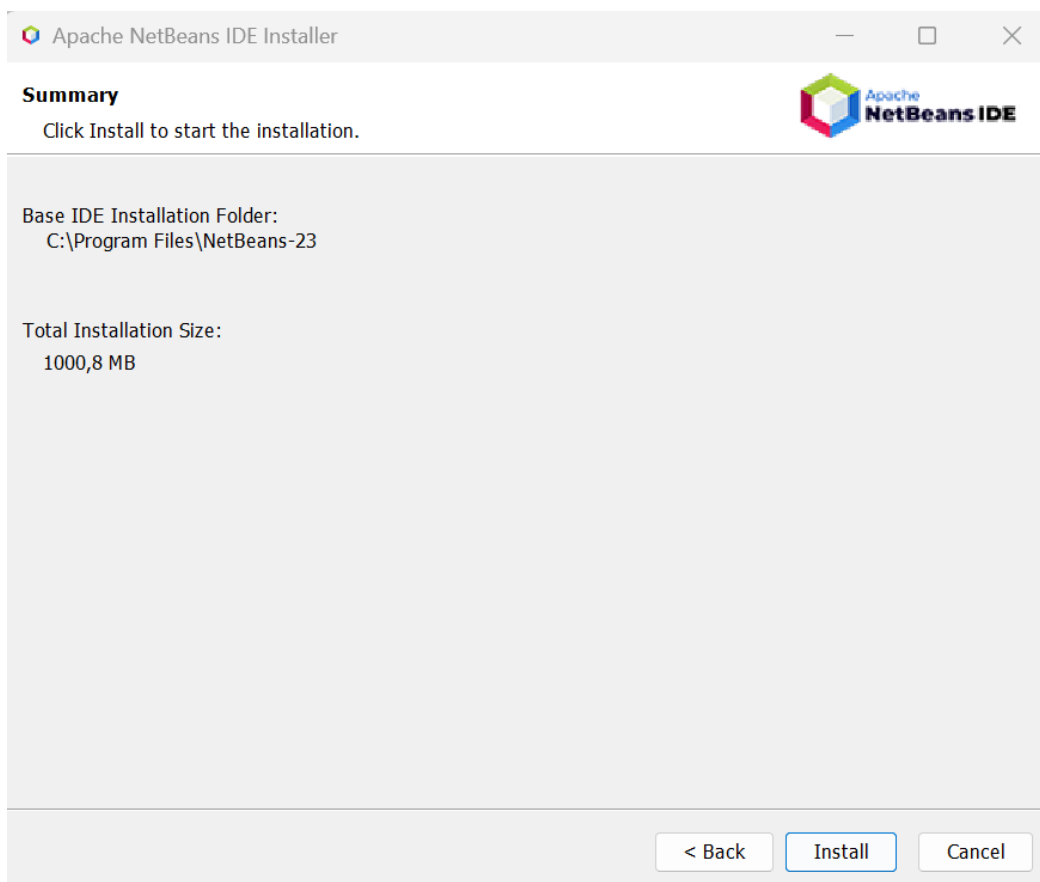 Apache NetBeans IDE Installer
Summary
Click Install to start the installation.
Apache
NetBeans IDE
Base IDE Installation Folder:
C:\Program Files\NetBeans-23
Total Installation Size:
1000,8 MB
< Back
Install
Cancel